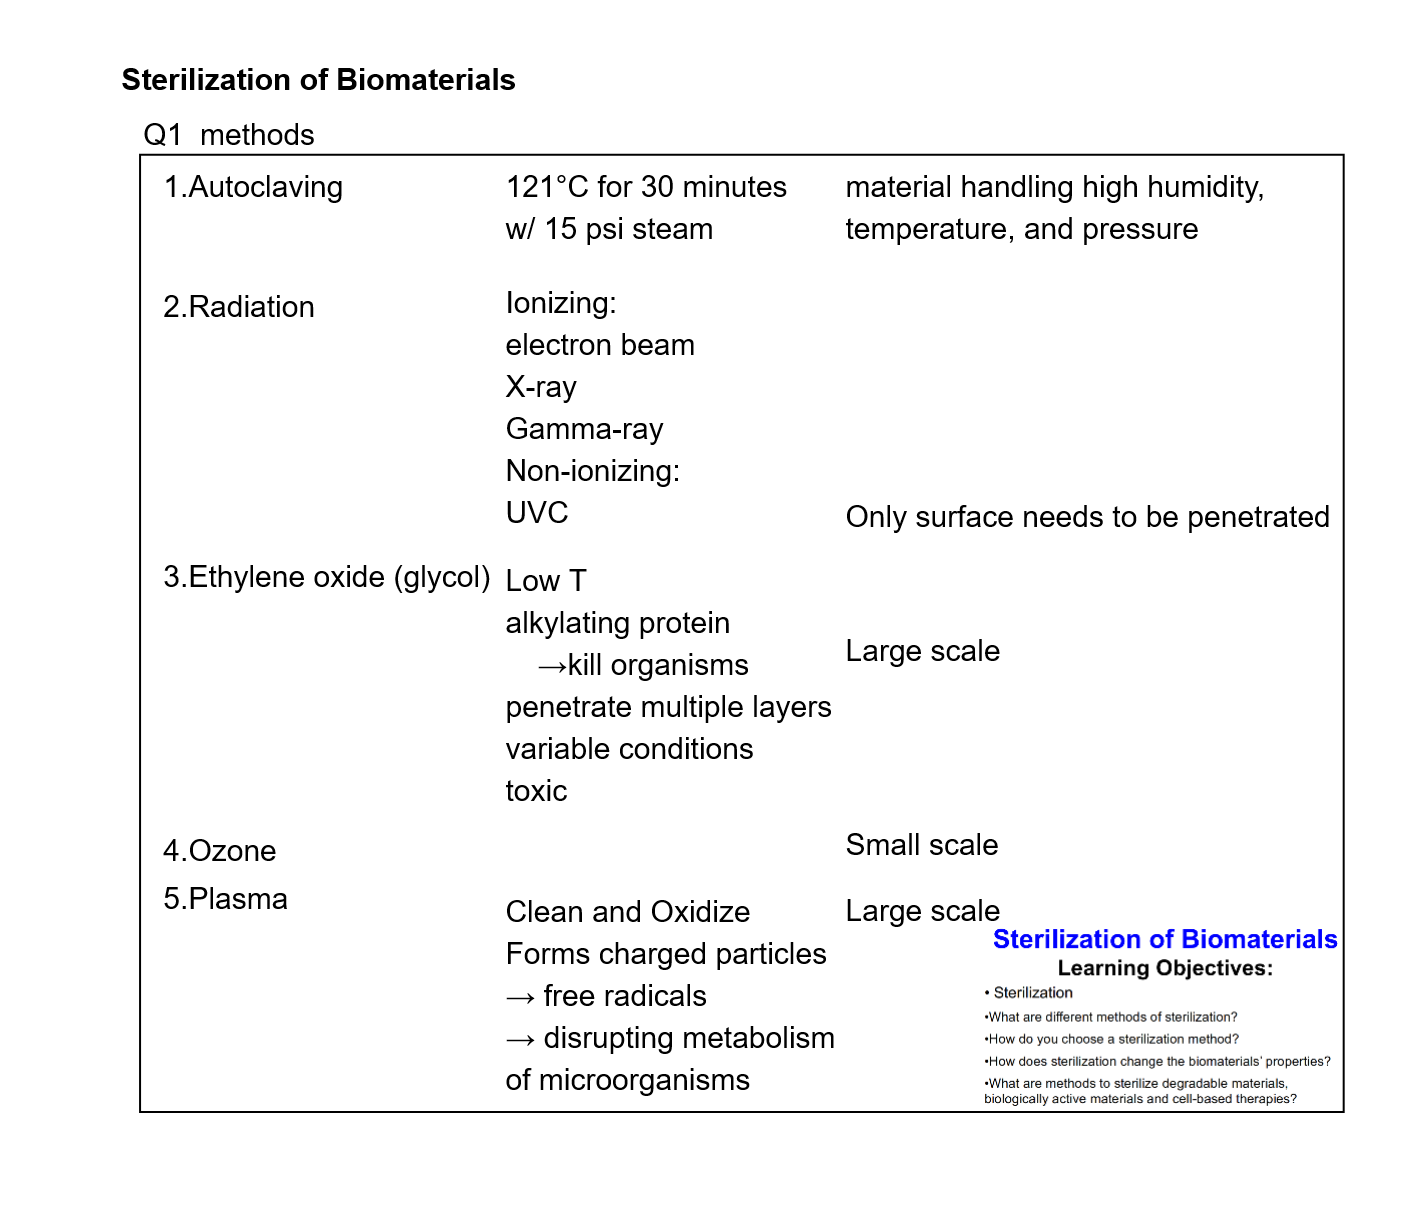 Sterilization of Biomaterials
Q1  methods
1.Autoclaving
121°C for 30 minutes
w/ 15 psi steam
material handling high humidity,
temperature, and pressure
2.Radiation
Ionizing:
electron beam
X-ray
Gamma-ray
Non-ionizing:
UVC
Only surface needs to be penetrated
3.Ethylene oxide (glycol)
Low T
alkylating protein
→kill organisms
penetrate multiple layers
variable conditions
toxic
Large scale
4.Ozone
Small scale
5.Plasma
Clean and Oxidize
Forms charged particles
→ free radicals
→ disrupting metabolism
of microorganisms
Large scale
Sterilization of Biomaterials
Learning Objectives:
• Sterilization
•What are different methods of sterilization?
•How do you choose a sterilization method?
•How does sterilization change the biomaterials' properties?
•What are methods to sterilize degradable materials,
biologically active materials and cell-based therapies?